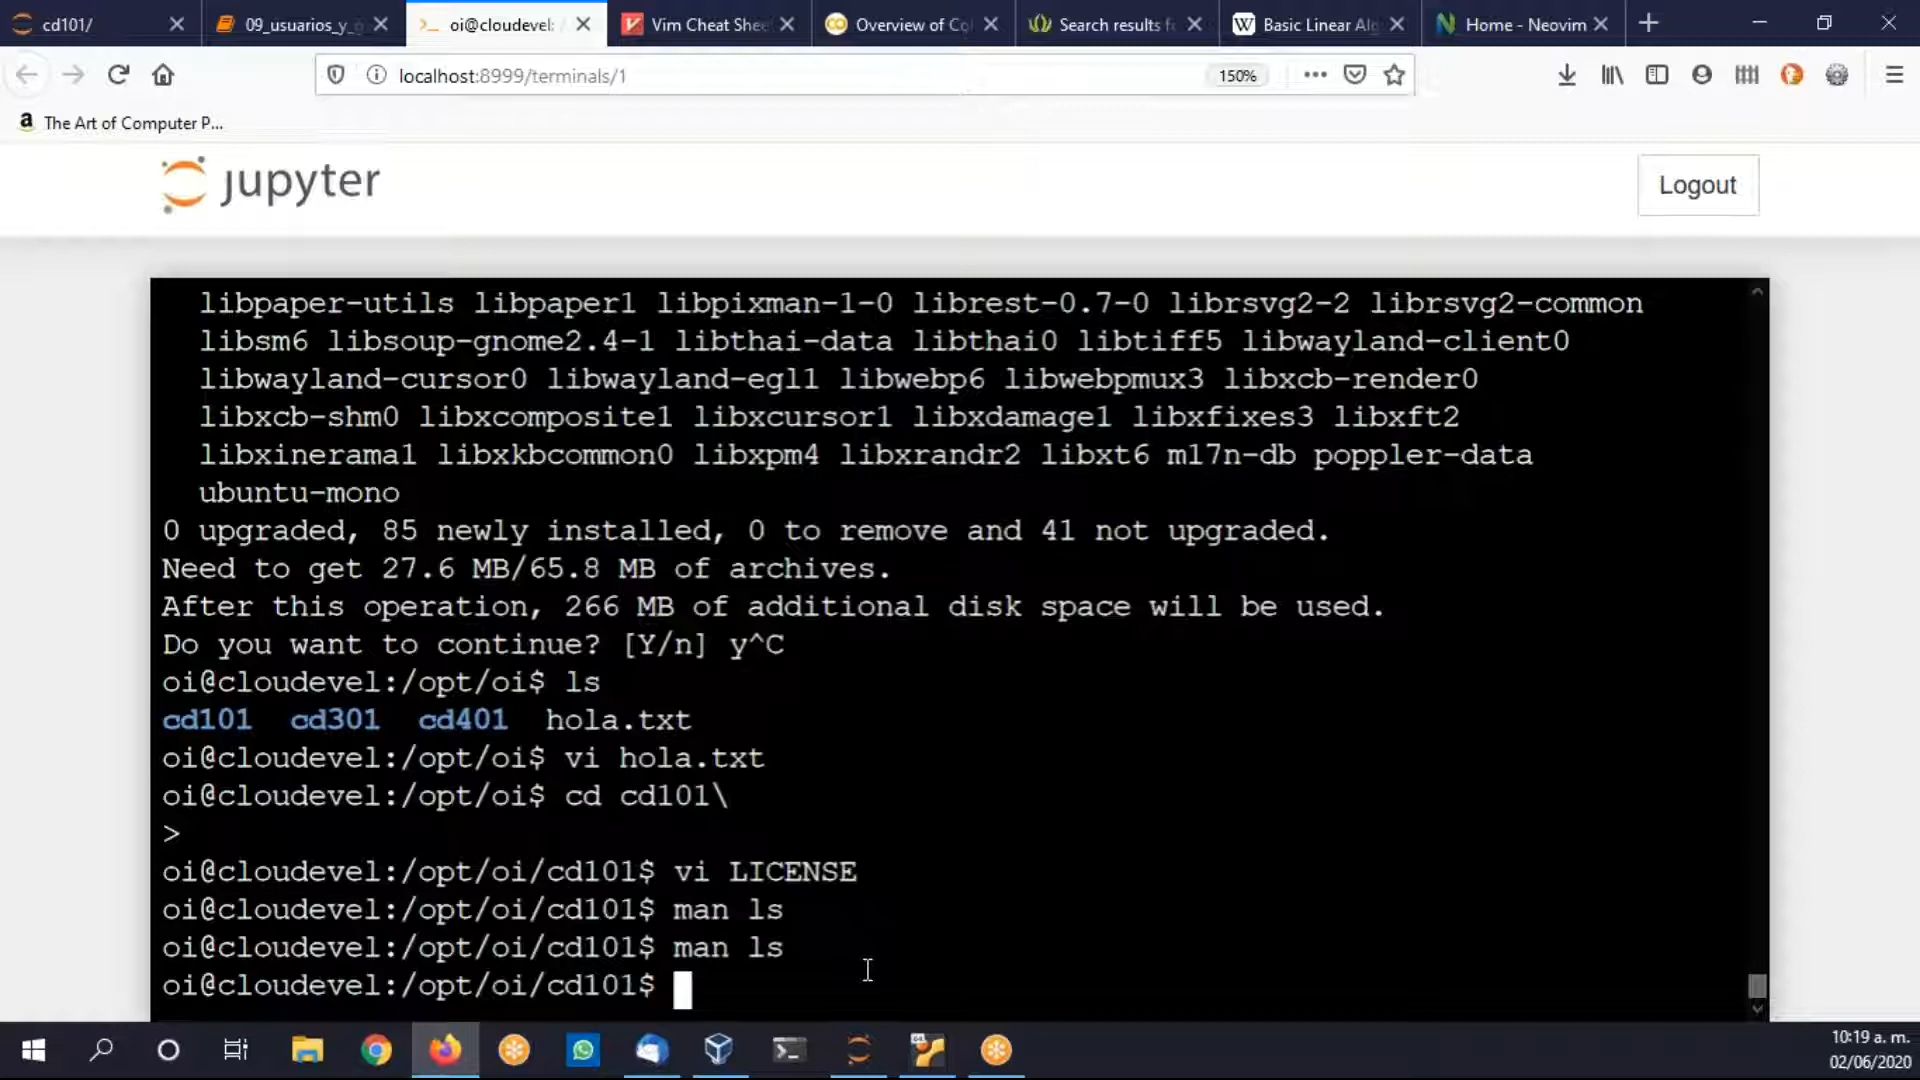 cd101/
09_usuarios_y_g
oi@cloudevel: /
Vim Cheat Shee
Overview of Co
Search results fo
Basic Linear Alg
Home - Neovim
localhost:8999/terminals/1
150%
The Art of Computer P...
jupyter
Logout
libpaper-utils libpaper1 libpixman-1-0 librest-0.7-0 librsvg2-2 librsvg2-common
libsm6 libsoup-gnome2.4-1 libthai-data libthai0 libtiff5 libwayland-client0
libwayland-cursor0 libwayland-egl1 libwebp6 libwebpmux3 libxcb-render0
libxcb-shm0 libxcomposite1 libxcursor1 libxdamage1 libxfixes3 libxft2
libxinerama1 libxkbcommon0 libxpm4 libxrandr2 libxt6 m17n-db poppler-data
ubuntu-mono
0 upgraded, 85 newly installed, 0 to remove and 41 not upgraded.
Need to get 27.6 MB/65.8 MB of archives.
After this operation, 266 MB of additional disk space will be used.
Do you want to continue? [Y/n] y^C
oi@cloudevel:/opt/oi$ ls
cd101  cd301  cd401  hola.txt
oi@cloudevel:/opt/oi$ vi hola.txt
oi@cloudevel:/opt/oi$ cd cd101\
>
oi@cloudevel:/opt/oi/cd101$ vi LICENSE
oi@cloudevel:/opt/oi/cd101$ man ls
oi@cloudevel:/opt/oi/cd101$ man ls
oi@cloudevel:/opt/oi/cd101$
10:19 a. m.
02/06/2020